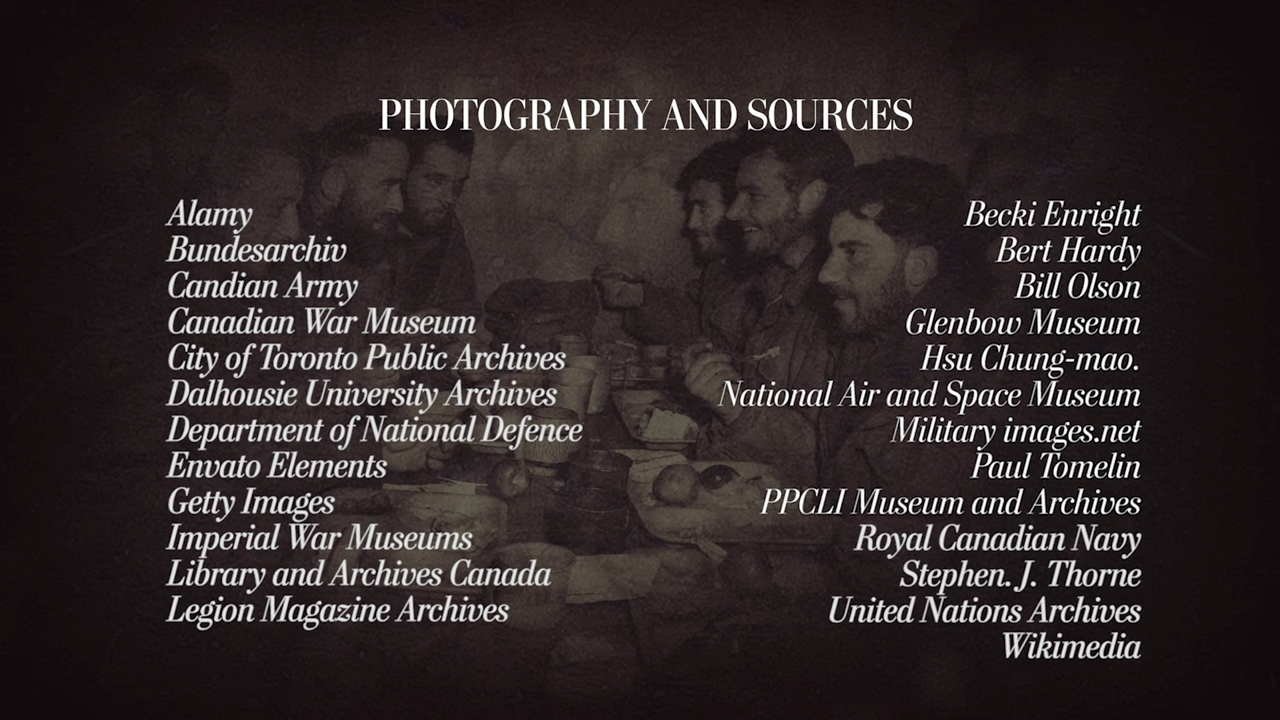 PHOTOGRAPHY AND SOURCES
Alamy
Bundesarchiv
Candian Army
Canadian War Museum
City of Toronto Public Archives
Dalhousie University Archives
Department of National Defence
Envato Elements
Getty Images
Imperial War Museums
Library and Archives Canada
Legion Magazine Archives
Becki Enright
Bert Hardy
Bill Olson
Glenbow Museum
Hsu Chung-mao.
National Air and Space Museum
Military images.net
Paul Tomelin
PPCLI Museum and Archives
Royal Canadian Navy
Stephen. J. Thorne
United Nations Archives
Wikimedia